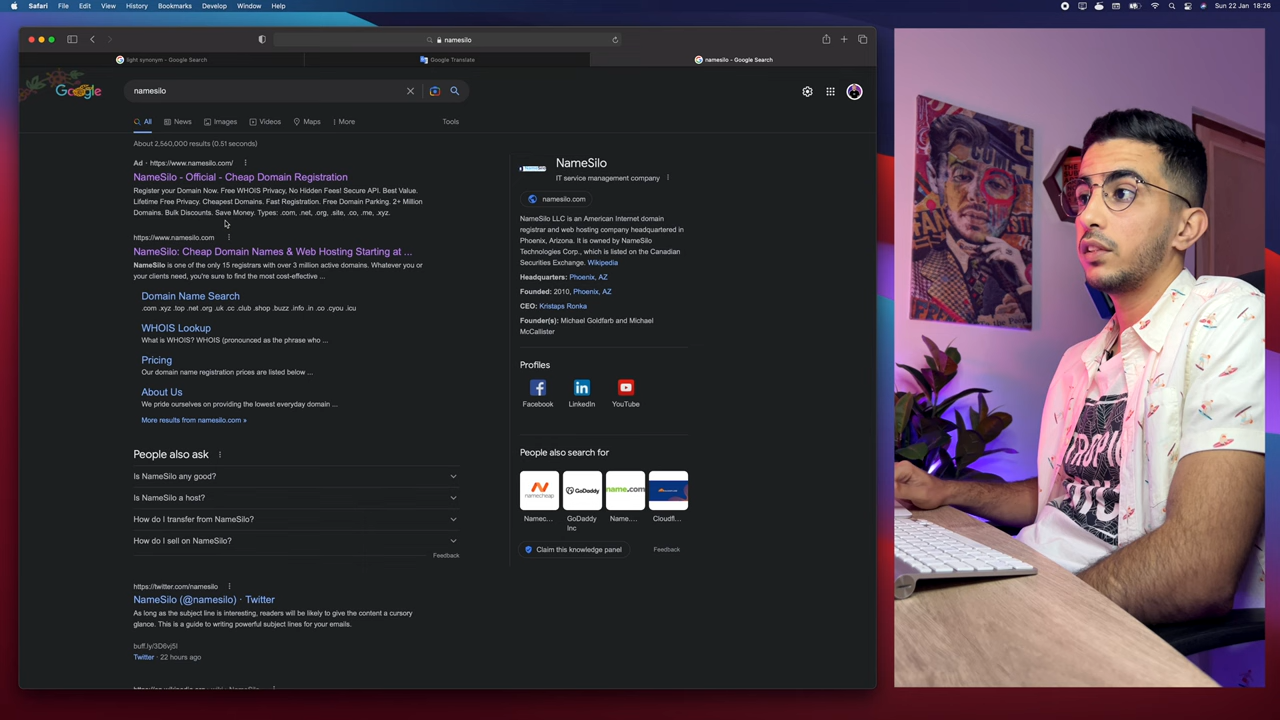 Safari File Edit View History Bookmarks Develop Window Help
Sun 22 Jan 18:26
namesilo
light synonym - Google Search
Google Translate
namesilo - Google Search
Google
namesilo
All News Images Videos Maps More Tools
About 2,560,000 results (0.51 seconds)
Ad · https://www.namesilo.com/
NameSilo - Official - Cheap Domain Registration
Register your Domain Now. Free WHOIS Privacy, No Hidden Fees! Secure API. Best Value.
Lifetime Free Privacy. Cheapest Domains. Fast Registration. Free Domain Parking. 2+ Million
Domains. Bulk Discounts. Save Money. Types: .com, .net, .org, .site, .co, .me, .xyz.
https://www.namesilo.com
NameSilo: Cheap Domain Names & Web Hosting Starting at ...
NameSilo is one of the only 15 registrars with over 3 million active domains. Whatever you or
your clients need, you're sure to find the most cost-effective ...
Domain Name Search
.com .xyz .top .net .org .uk .cc .club .shop .buzz .info .in .co .cyou .icu
WHOIS Lookup
What is WHOIS? WHOIS (pronounced as the phrase who ...
Pricing
Our domain name registration prices are listed below ...
About Us
We pride ourselves on providing the lowest everyday domain ...
More results from namesilo.com »
People also ask
Is NameSilo any good?
Is NameSilo a host?
How do I transfer from NameSilo?
How do I sell on NameSilo?
Feedback
https://twitter.com/namesilo
NameSilo (@namesilo) · Twitter
As long as the subject line is interesting, readers will be likely to give the content a cursory
glance. This is a guide to writing powerful subject lines for your emails.
buff.ly/3D6vj5I
Twitter · 22 hours ago
NameSilo
IT service management company
namesilo.com
NameSilo LLC is an American Internet domain
registrar and web hosting company headquartered in
Phoenix, Arizona. It is owned by NameSilo
Technologies Corp., which is listed on the Canadian
Securities Exchange. Wikipedia
Headquarters: Phoenix, AZ
Founded: 2010, Phoenix, AZ
CEO: Kristaps Ronka
Founder(s): Michael Goldfarb and Michael
McCallister
Profiles
Facebook LinkedIn YouTube
People also search for
namecheap GoDaddy name.com
Namec... GoDaddy Inc Name.... Cloudfl...
Claim this knowledge panel
Feedback